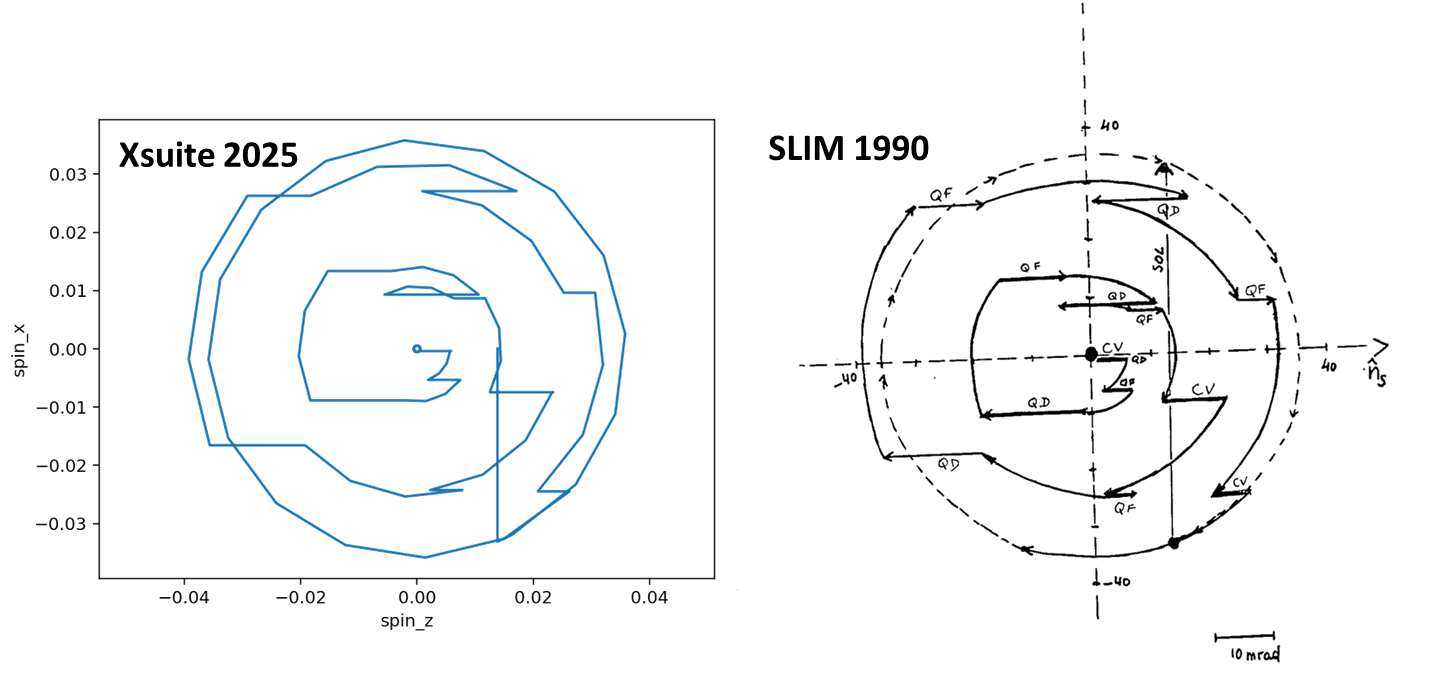 Xsuite 2025
0.03
0.02
0.01
0.00
−0.01
−0.02
−0.03
spin_x
−0.04
−0.02
0.00
0.02
0.04
spin_z
SLIM 1990
40
QF
QD
SOL
QF
QF
QD
QF
CV
QD
QF
-40
40
n̂s
QD
CV
QD
CV
QF
-40
10 mrad